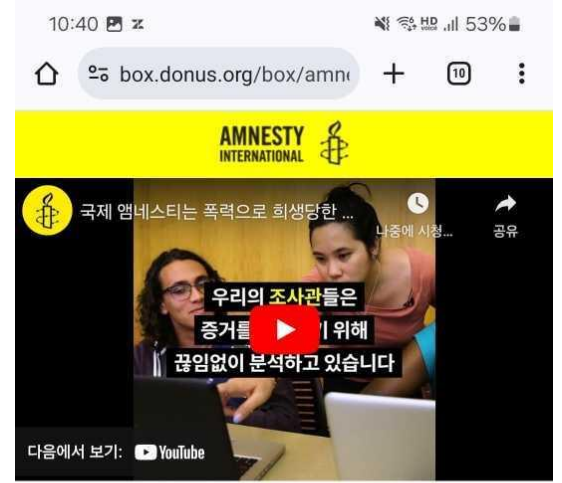 10:40
HD VOICE 53%
box.donus.org/box/amne
10
AMNESTY
INTERNATIONAL
국제 앰네스티는 폭력으로 희생당한 ...
나중에 시청...
공유
우리의 조사관들은
증거를 위해
끊임없이 분석하고 있습니다
다음에서 보기: YouTube